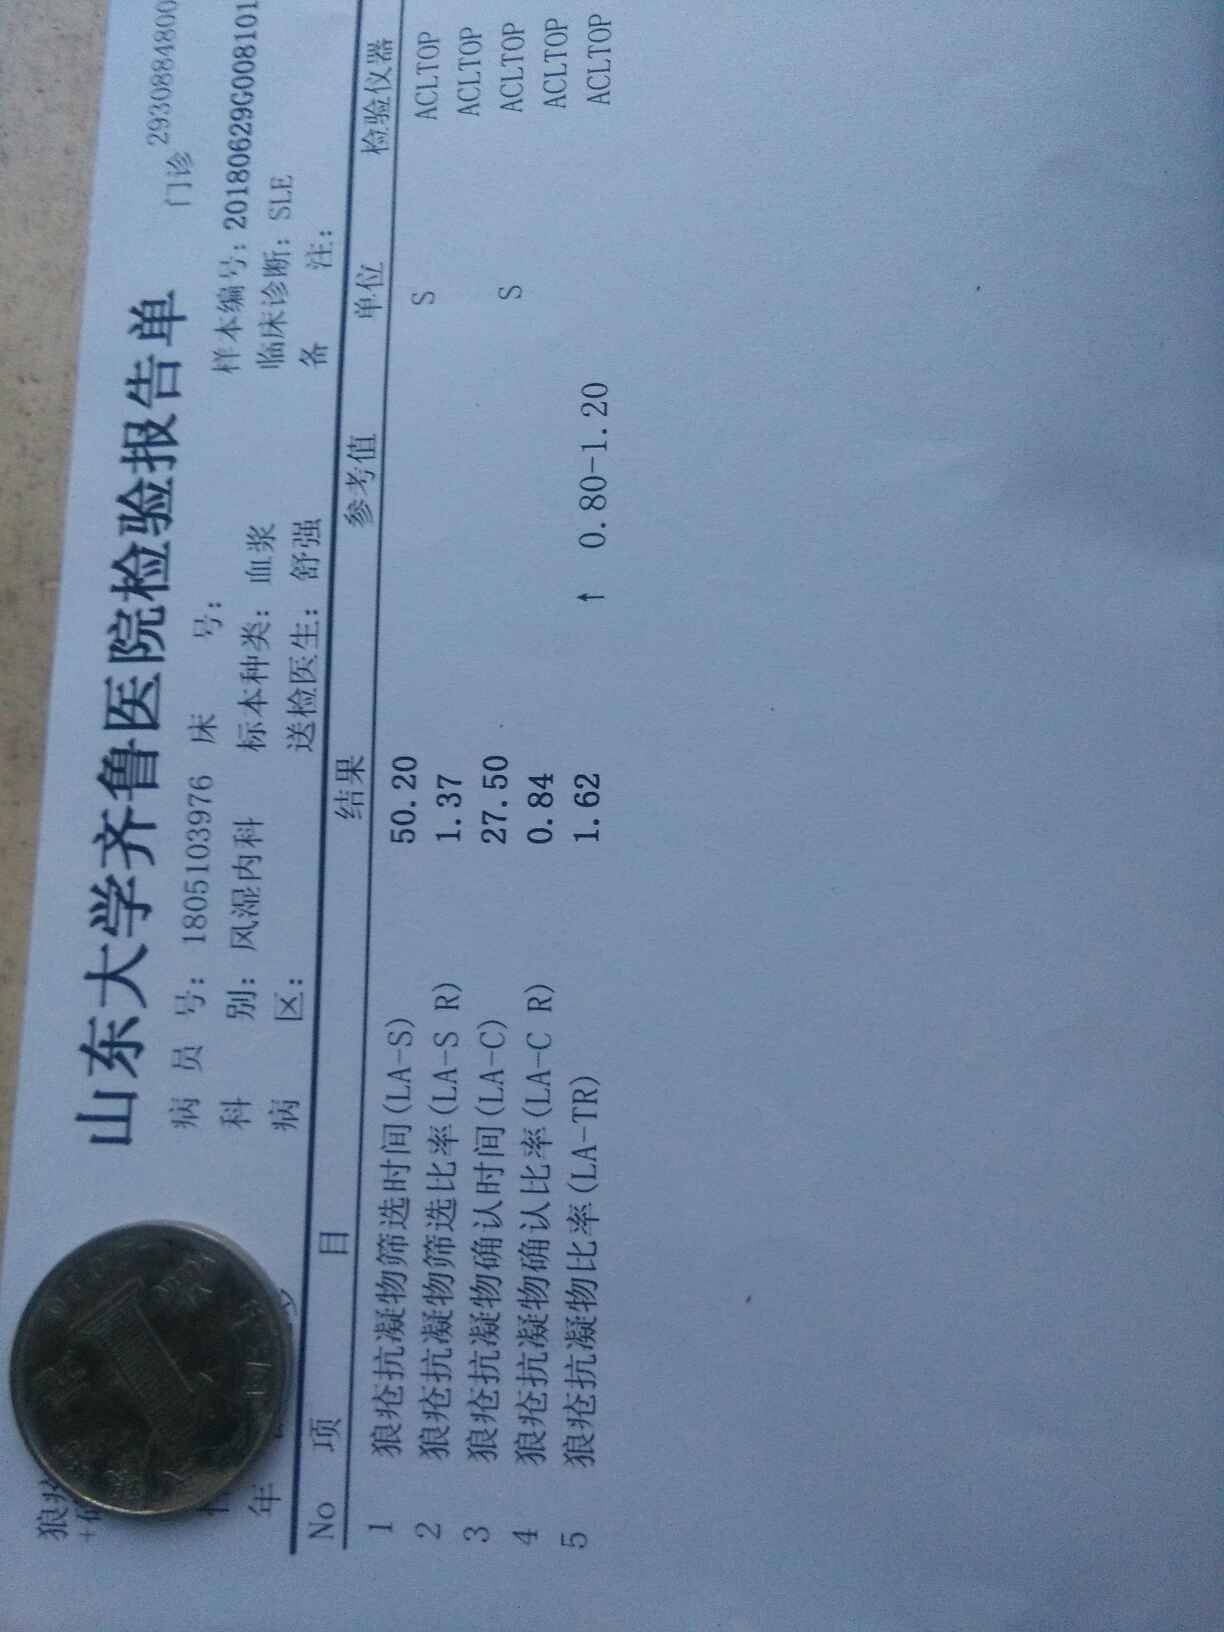 狼疮
山东大学齐鲁医院检验报告单
门诊 2930884800
病员号: 1805103976 床 号: 样本编号: 20180629G008101
科 别: 风湿内科 标本种类: 血浆 临床诊断: SLE
年 病 区: 送检医生: 舒强 备 注:
No 项 目 结果 参考值 单位 检验仪器
1 狼疮抗凝物筛选时间(LA-S) 50.20 S ACLTOP
2 狼疮抗凝物筛选比率(LA-S R) 1.37 ACLTOP
3 狼疮抗凝物确认时间(LA-C) 27.50 S ACLTOP
4 狼疮抗凝物确认比率(LA-C R) 0.84 ACLTOP
5 狼疮抗凝物比率(LA-TR) 1.62 ↑ 0.80-1.20 ACLTOP